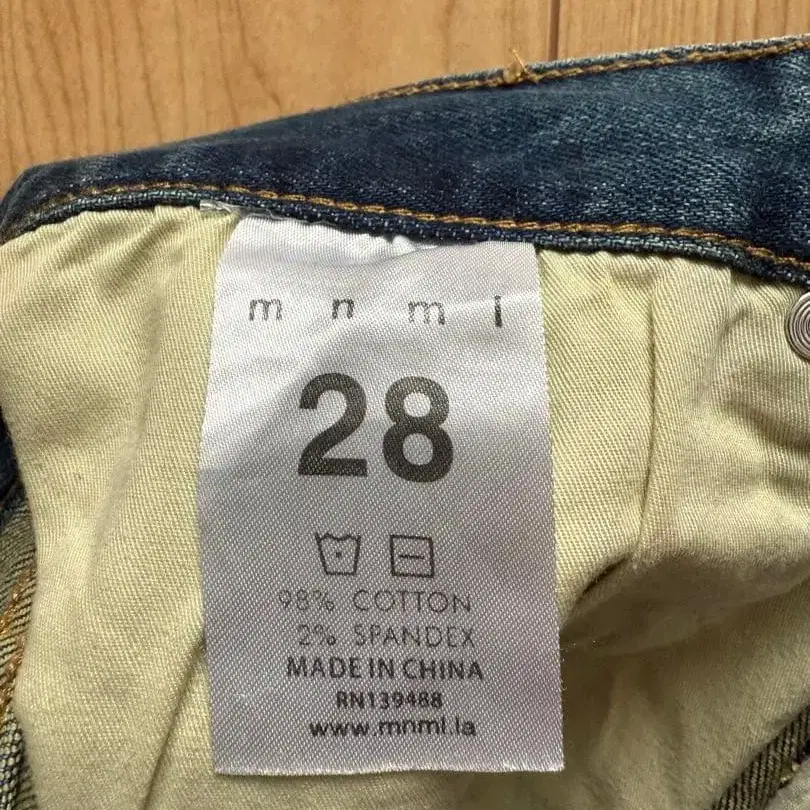 m n m l
28
98% COTTON
2% SPANDEX
MADE IN CHINA
RN139488
www.mnml.la